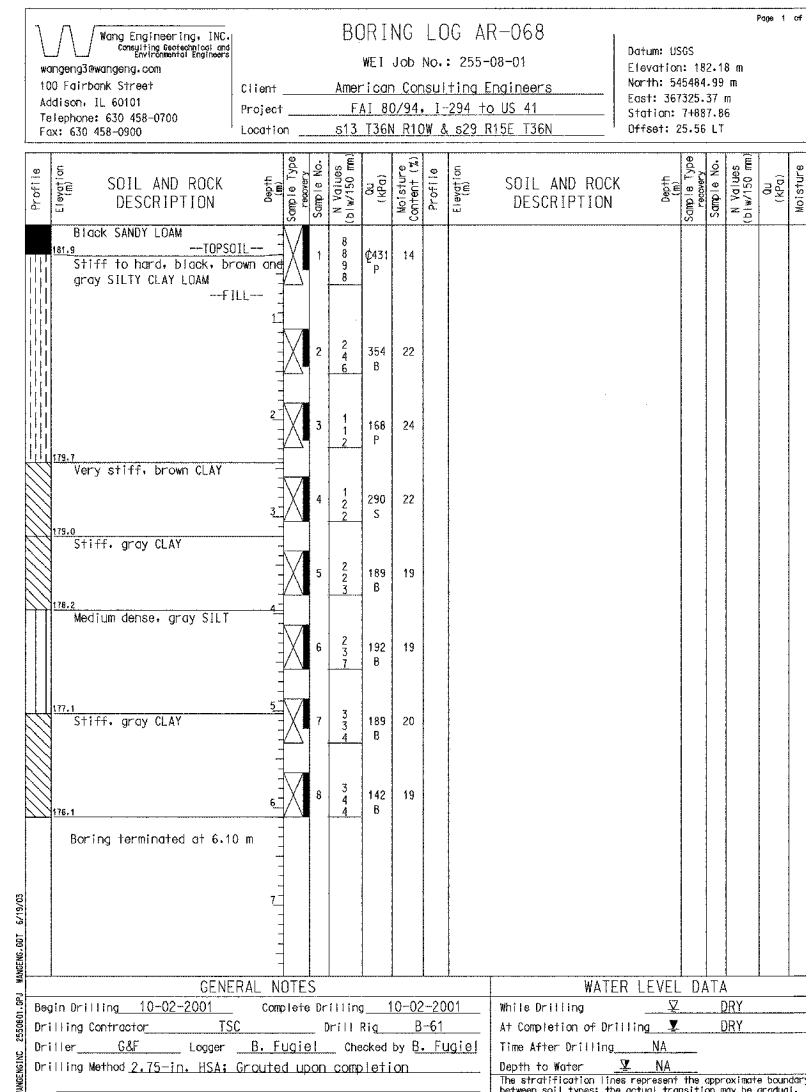 Page 1 of
Wang Engineering, INC.
Consulting Geotechnical and
Environmental Engineers
wangeng3@wangeng.com
100 Fairbank Street
Addison, IL 60101
Telephone: 630 458-0700
Fax: 630 458-0900
BORING LOG AR-068
WEI Job No.: 255-08-01
Client American Consulting Engineers
Project FAI 80/94, I-294 to US 41
Location s13 T36N R10W & s29 R15E T36N
Datum: USGS
Elevation: 182.18 m
North: 545484.99 m
East: 367325.37 m
Station: 7+887.86
Offset: 25.56 LT
Profile Elevation (m) SOIL AND ROCK DESCRIPTION Depth (m) Sample Type recovery Sample No. N Values (blw/150 mm) Qu (kPa) Moisture Content (%)
Profile Elevation (m) SOIL AND ROCK DESCRIPTION Depth (m) Sample Type recovery Sample No. N Values (blw/150 mm) Qu (kPa) Moisture
Black SANDY LOAM
181.9 --TOPSOIL--
Stiff to hard, black, brown and
gray SILTY CLAY LOAM
--FILL--
1 8 8 9 8 431 P 14
1
2 2 4 6 354 B 22
2
3 1 1 2 168 P 24
179.7
Very stiff, brown CLAY
4 1 2 2 290 S 22
3
179.0
Stiff, gray CLAY
5 2 2 3 189 B 19
178.2 4
Medium dense, gray SILT
6 2 3 7 192 B 19
177.1 5
Stiff, gray CLAY
7 3 3 4 189 B 20
8 3 4 4 142 B 19
176.1 6
Boring terminated at 6.10 m
7
WANGENGINC 2550801.GPJ WANGENG.GDT 6/19/03
GENERAL NOTES
Begin Drilling 10-02-2001 Complete Drilling 10-02-2001
Drilling Contractor TSC Drill Rig B-61
Driller G&F Logger B. Fugiel Checked by B. Fugiel
Drilling Method 2.75-in. HSA; Grouted upon completion
WATER LEVEL DATA
While Drilling DRY
At Completion of Drilling DRY
Time After Drilling NA
Depth to Water NA
The stratification lines represent the approximate boundary
between soil types; the actual transition may be gradual.